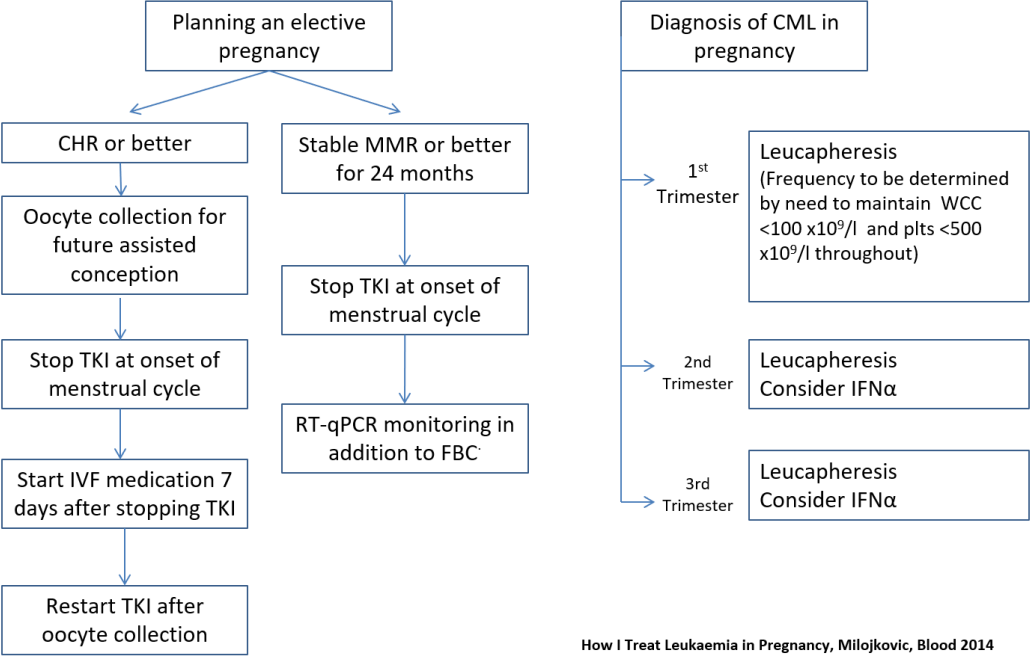 Planning an elective
pregnancy
CHR or better
Oocyte collection for
future assisted
conception
Stop TKI at onset of
menstrual cycle
Start IVF medication 7
days after stopping TKI
Restart TKI after
oocyte collection
Stable MMR or better
for 24 months
Stop TKI at onset of
menstrual cycle
RT-qPCR monitoring in
addition to FBC.
Diagnosis of CML in
pregnancy
1st
Trimester
Leucapheresis
(Frequency to be determined
by need to maintain WCC
<100 x10⁹/l and plts <500
x10⁹/l throughout)
2nd
Trimester
Leucapheresis
Consider IFNα
3rd
Trimester
Leucapheresis
Consider IFNα
How I Treat Leukaemia in Pregnancy, Milojkovic, Blood 2014